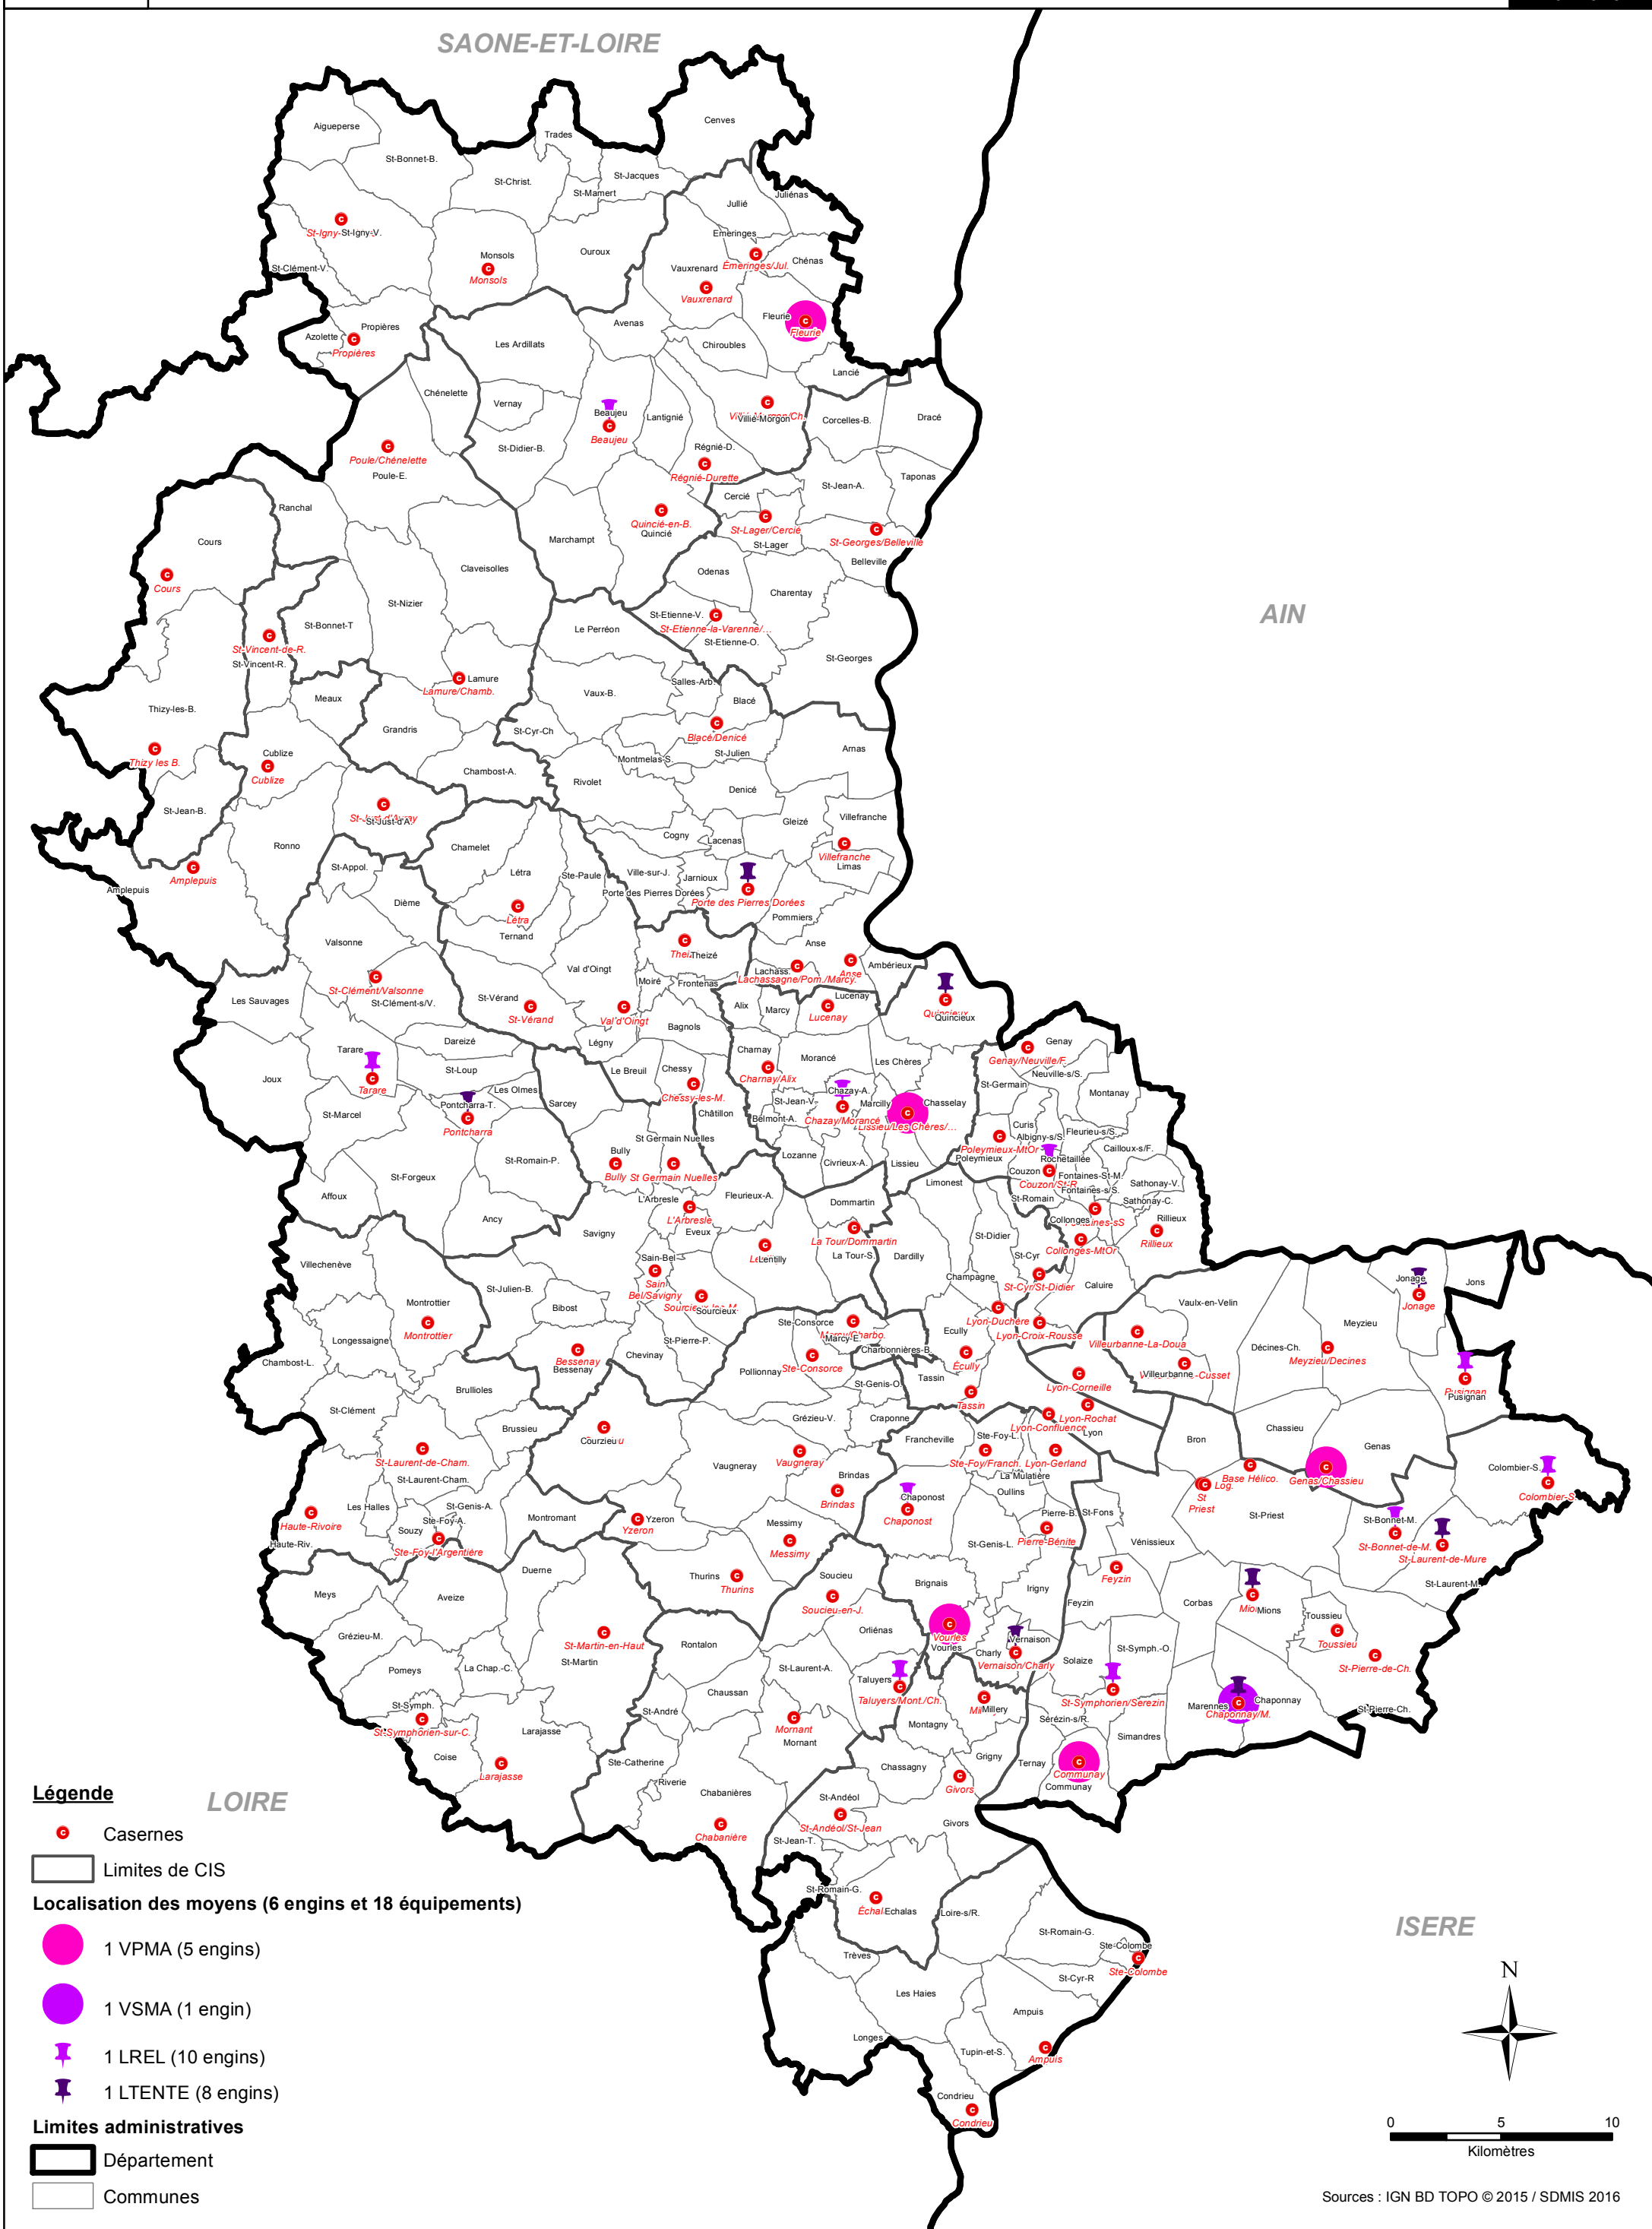 SAONE-ET-LOIRE
Cenves
Aigueperse
Trades
St-Bonnet-B.
St-Jacques
St-Christ.
St-Mamert
Juliénas
Jullié
St-Igny-V.
Emeringes
Ouroux
Monsols
Émeringes/Jul.
Chénas
St-Clément-V.
Monsols
Vauxrenard
Vauxrenard
Fleurie
Fleurie
Avenas
Propières
Azolette
Propières
Les Ardillats
Chiroubles
Lancié
Chénelette
Vernay
Beaujeu
Beaujeu
Lantignié
Villié-Morgon
Corcelles-B.
Dracé
St-Didier-B.
Régnié-D.
Régnié-Durette
Poule/Chénelette
Poule-E.
Taponas
St-Jean-A.
Cercié
Ranchal
Quincié-en-B.
Quincié
St-Lager/Cercié
St-Lager
St-Georges/Belleville
Belleville
Cours
Cours
Marchampt
Claveisolles
Odenas
Charentay
St-Nizier
AIN
St-Etienne-V.
St-Etienne-la-Varenne/...
St-Etienne-O.
St-Bonnet-T
Le Perréon
St-Vincent-de-R.
St-Vincent-R.
St-Georges
Lamure
Lamure/Chamb.
Salles-Arb.
Vaux-B.
Meaux
Blacé
Thizy-les-B.
Grandris
St-Cyr-Ch
Blacé/Denicé
St-Julien
Arnas
Thizy les B.
Cublize
Cublize
Montmelas-S.
Chambost-A.
Rivolet
Denicé
St-Jean-B.
St-Just-d'A.
Gleizé
Villefranche
Villefranche
Cogny
Lacenas
Ronno
Chamelet
Limas
St-Appol.
Létra
Létra
Ste-Paule
Ville-sur-J.
Jarnioux
Amplepuis
Amplepuis
Porte des Pierres Dorées
Porte des Pierres Dorées
Dième
Pommiers
Ternand
Valsonne
Anse
Anse
Theizé
Val d'Oingt
Lachass.
Lachassagne/Pom./Marcy.
Ambérieux
St-Clément/Valsonne
St-Clément-s/V.
Moiré
Frontenas
Les Sauvages
St-Vérand
St-Vérand
Val d'Oingt
Alix
Marcy
Lucenay
Lucenay
Quincieux
Bagnols
Légny
Dareizé
Tarare
Tarare
Charnay
Charnay/Alix
Morancé
Les Chères
Genay
Genay/Neuville/F.
Neuville-s/S.
St-Loup
Le Breuil
Chessy
Chessy-les-M.
Joux
Les Olmes
Pontcharra-T.
Pontcharra
Sarcey
St-Germain
Montanay
Chazay-A.
Chazay/Morancé
St-Jean-V.
Marcilly
Chasselay
Lissieu/Les Chères/...
Belmont-A.
Châtillon
St-Marcel
Curis
Albigny-s/S.
Fleurieu-s/S.
Cailloux-s/F.
Poleymieux-MtOr
Poleymieux
Rochetaillée
St Germain Nuelles
St Germain Nuelles
Bully
Bully
Lozanne
Civrieux-A.
Lissieu
Couzon
Couzon/St-R
Fontaines-St-M.
Fontaines-s/S.
Sathonay-V.
Sathonay-C.
St-Romain-P.
St-Forgeux
Affoux
L'Arbresle
L'Arbresle
Eveux
Fleurieux-A.
Dommartin
Limonest
St-Romain
Ancy
Savigny
La Tour/Dommartin
La Tour-S.
Dardilly
St-Didier
Collonges
Collonges-MtOr
Rillieux
Rillieux
Lentilly
Villechenève
Sain-Bel
Sain
Bel/Savigny
St-Cyr
St-Cyr/St-Didier
Champagne
Caluire
Jonage
Jonage
Jons
St-Julien-B.
Sourcieux
Bibost
Montrottier
Montrottier
Vaulx-en-Velin
Meyzieu
Ste-Consorce
Ste-Consorce
Marcy-E.
Charbonnières-B.
Ecully
Écully
Lyon-Duchère
Lyon-Croix-Rousse
Villeurbanne-La-Doua
Longessaigne
St-Pierre-P.
Chevinay
Bessenay
Bessenay
Décines-Ch.
Meyzieu/Decines
Chambost-L.
Pollionnay
St-Genis-O.
Tassin
Tassin
Villeurbanne
Lyon-Corneille
Pusignan
Brullioles
St-Clément
Brussieu
Lyon-Rochat
Lyon-Confluence
Lyon
Grézieu-V.
Craponne
Francheville
Ste-Foy-L.
Ste-Foy/Franch.
Lyon-Gerland
La Mulatière
Bron
Chassieu
Genas
Genas/Chassieu
Courzieu
St-Laurent-de-Cham.
St-Laurent-Cham.
Vaugneray
Vaugneray
Base Hélico.
Log.
St
Priest
St-Priest
Colombier-S.
Colombier-S.
Brindas
Brindas
Chaponost
Chaponost
Oullins
Haute-Rivoire
Haute-Riv.
Les Halles
St-Genis-A.
Ste-Foy-A.
Souzy
Ste-Foy-l'Argentière
Montromant
Yzeron
Yzeron
Messimy
Messimy
Pierre-B.
Pierre-Bénite
St-Fons
Vénissieux
St-Genis-L.
St-Bonnet-M.
St-Bonnet-de-M.
St-Laurent-de-Mure
St-Laurent-M.
Duerne
Meys
Aveize
Thurins
Thurins
Soucieu
Soucieu-en-J.
Brignais
Irigny
Feyzin
Feyzin
Corbas
Mions
Toussieu
Toussieu
Grézieu-M.
Orliénas
Vourles
Vourles
Vernaison
Vernaison/Charly
Charly
St-Martin-en-Haut
St-Martin
Rontalon
St-Symph.-O.
Solaize
St-Symphorien/Serezin
St-Pierre-de-Ch.
Pomeys
La Chap.-C.
St-Laurent-A.
Taluyers
Taluyers/Mont./Ch.
Chaussan
St-Symph.
St-Symphorien-sur-C.
St-André
Millery
Marennes
Chaponnay
Chaponnay/M.
St-Pierre-Ch.
Mornant
Mornant
Montagny
Sérézin-s/R.
Simandres
Larajasse
Larajasse
Coise
Ste-Catherine
Riverie
Chabanières
Chassagny
Grigny
Ternay
Communay
Communay
Givors
Givors
St-Andéol
St-Andéol/St-Jean
St-Jean-T.
Chabanière
LOIRE
St-Romain-G.
Echalas
Loire-s/R.
St-Romain-G.
Ste-Colombe
Ste-Colombe
Trèves
St-Cyr-R
Les Haies
Ampuis
Ampuis
Longes
Tupin-et-S.
Condrieu
Condrieu
ISERE
N
Légende
Casernes
Limites de CIS
Localisation des moyens (6 engins et 18 équipements)
1 VPMA (5 engins)
1 VSMA (1 engin)
1 LREL (10 engins)
1 LTENTE (8 engins)
Limites administratives
Département
Communes
0 5 10
Kilomètres
Sources : IGN BD TOPO © 2015 / SDMIS 2016